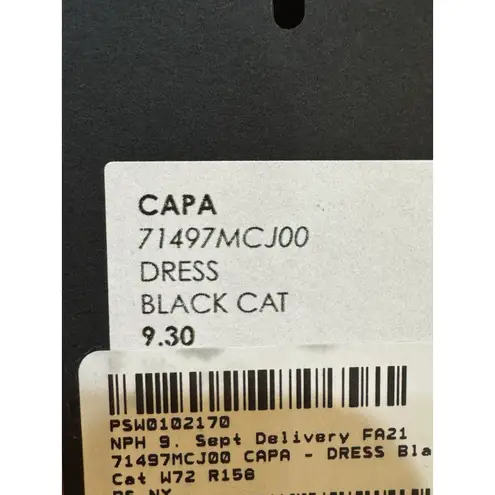 CAPA
71497MCJ00
DRESS
BLACK CAT
9.30
PSW0102170
NPH 9. Sept Delivery FA21
71497MCJ00 CAPA - DRESS Bla
Cat W72 R156